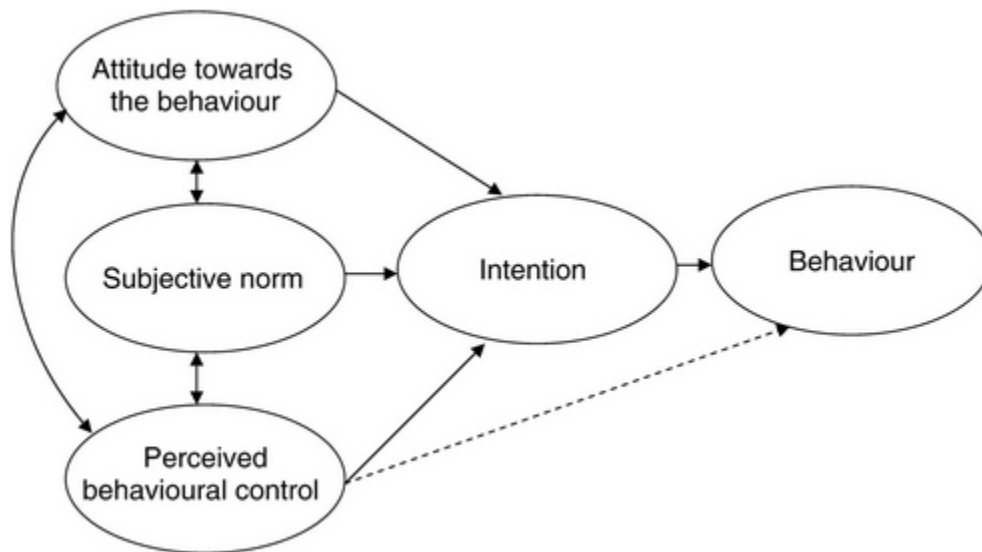 Attitude towards
the behaviour
Subjective norm
Perceived
behavioural control
Intention
Behaviour